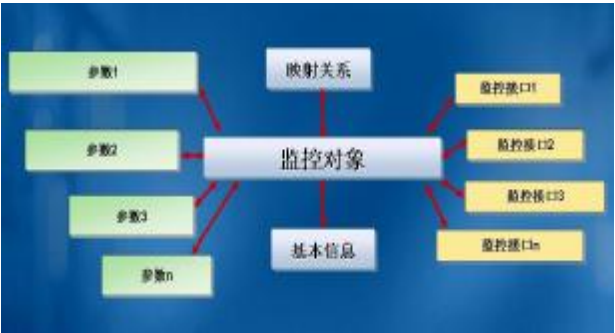 参数1
映射关系
监控接口1
参数2
监控对象
监控接口2
参数3
监控接口3
基本信息
监控接口n
参数n